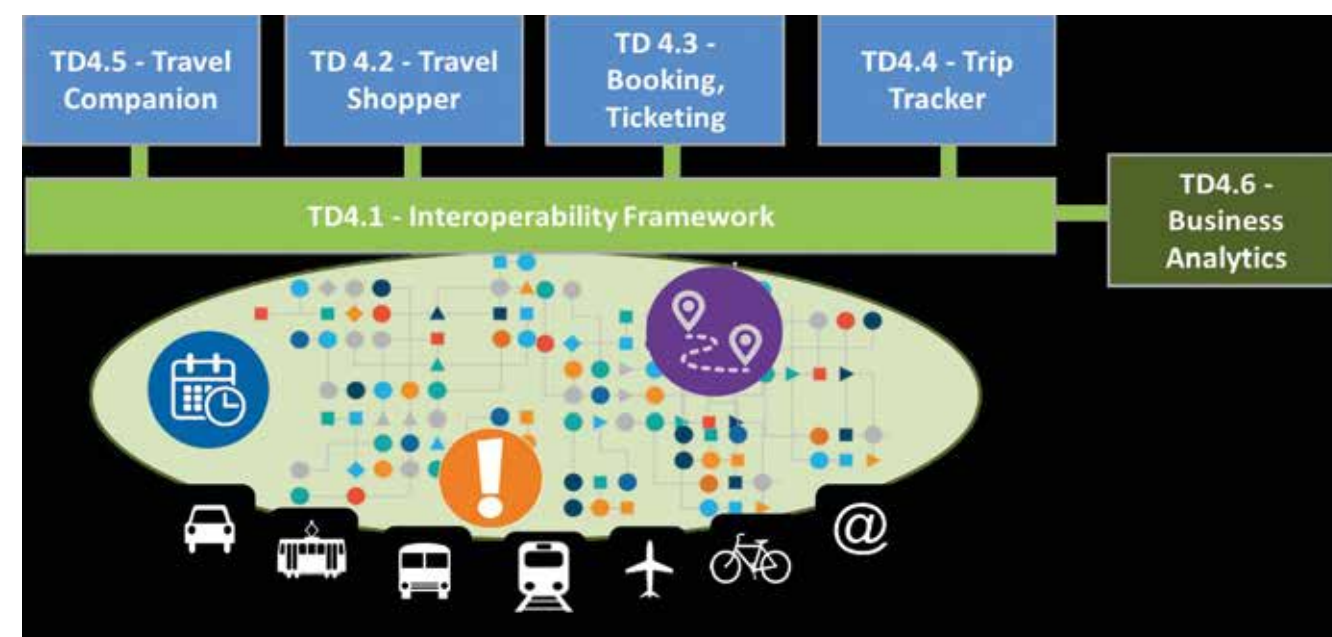 TD4.5 - Travel
Companion
TD 4.2 - Travel
Shopper
TD 4.3 -
Booking,
Ticketing
TD4.4 - Trip
Tracker
TD4.1 - Interoperability Framework
TD4.6 -
Business
Analytics
!
@